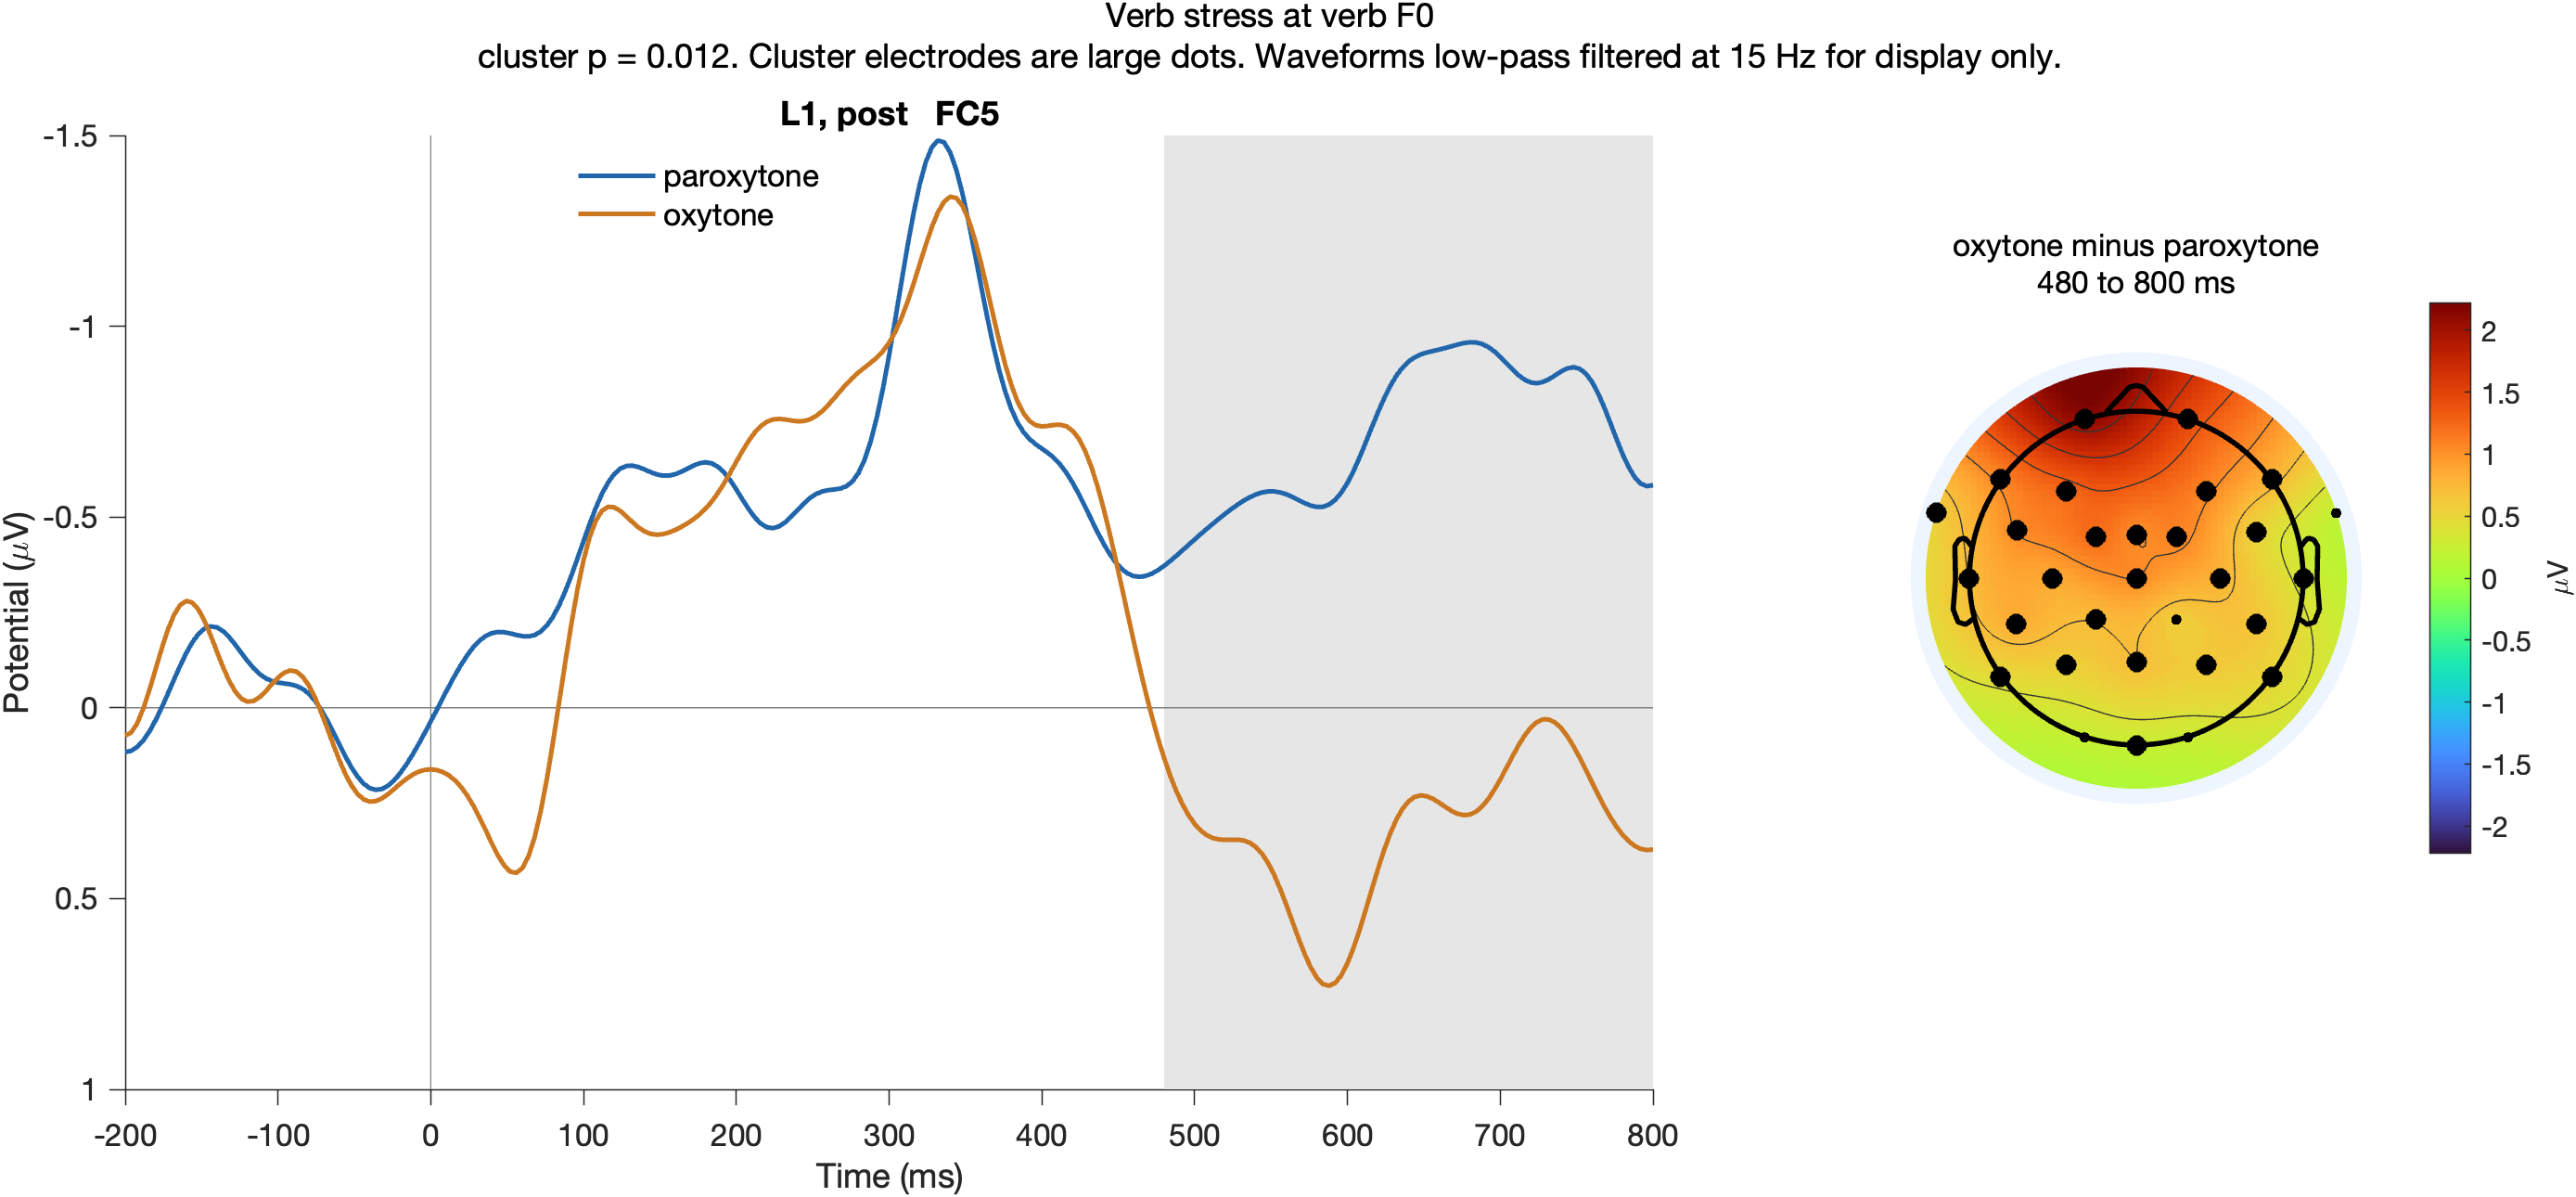 Verb stress at verb F0
cluster p = 0.012. Cluster electrodes are large dots. Waveforms low-pass filtered at 15 Hz for display only.
L1, post FC5
-1.5
-1
-0.5
0
0.5
1
Potential (μV)
paroxytone
oxytone
-200 -100 0 100 200 300 400 500 600 700 800
Time (ms)
oxytone minus paroxytone
480 to 800 ms
2
1.5
1
0.5
0
-0.5
-1
-1.5
-2
μV